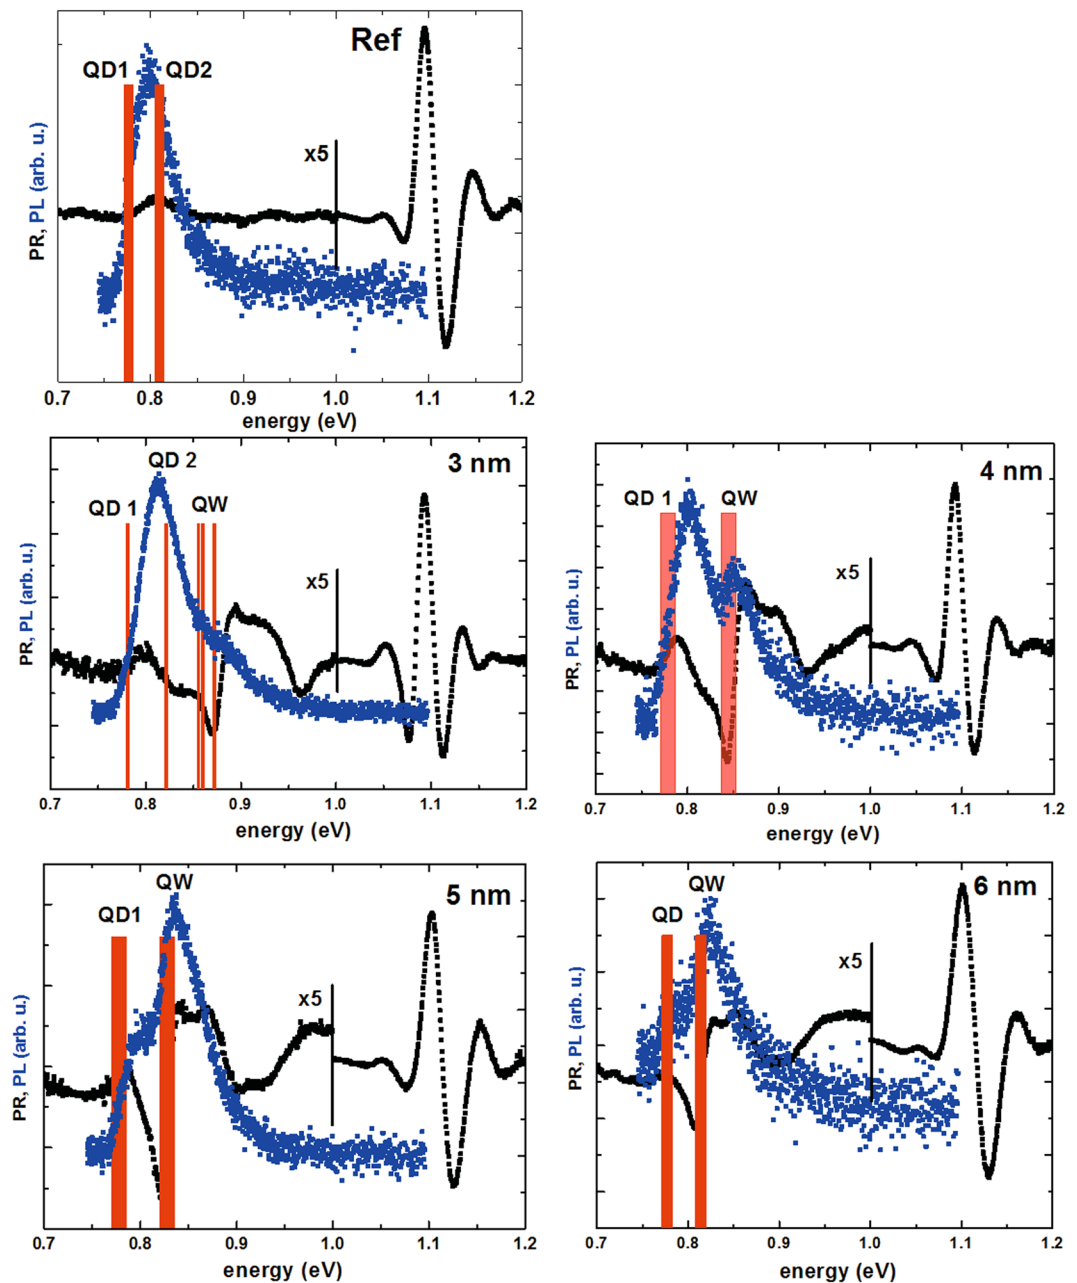 Ref
QD1 QD2
x5
PR, PL (arb. u.)
0.7 0.8 0.9 1.0 1.1 1.2
energy (eV)
3 nm
QD 2
QD 1 QW
x5
PR, PL (arb. u.)
0.7 0.8 0.9 1.0 1.1 1.2
energy (eV)
4 nm
QD 1 QW
x5
PR, PL (arb. u.)
0.7 0.8 0.9 1.0 1.1 1.2
energy (eV)
5 nm
QW
QD1
x5
PR, PL (arb. u.)
0.7 0.8 0.9 1.0 1.1 1.2
energy (eV)
6 nm
QW
QD
x5
PR, PL (arb. u.)
0.7 0.8 0.9 1.0 1.1 1.2
energy (eV)